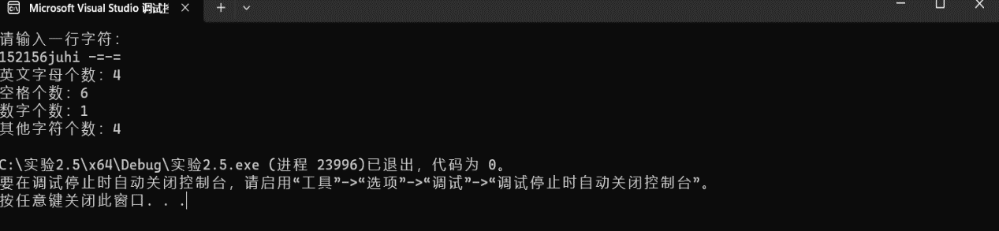 Microsoft Visual Studio 调试控
请输入一行字符：
152156juhi -=-=
英文字母个数：4
空格个数：6
数字个数：1
其他字符个数：4
C:\实验2.5\x64\Debug\实验2.5.exe (进程 23996)已退出，代码为 0。
要在调试停止时自动关闭控制台，请启用“工具”->“选项”->“调试”->“调试停止时自动关闭控制台”。
按任意键关闭此窗口. . .